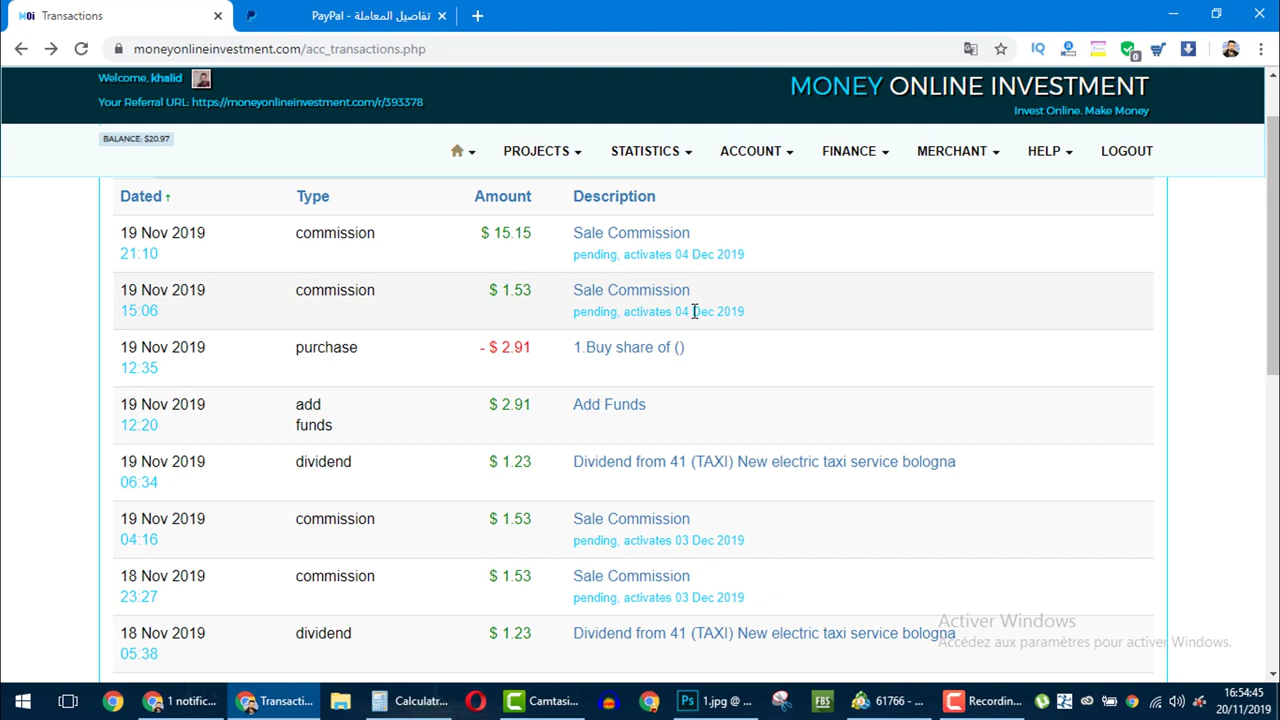 M0i Transactions
PayPal - تفاصيل المعاملة
moneyonlineinvestment.com/acc_transactions.php
IQ
0
Welcome, khalid
Your Referral URL: https://moneyonlineinvestment.com/r/393378
MONEY ONLINE INVESTMENT
Invest Online. Make Money
BALANCE: $20.97
PROJECTS STATISTICS ACCOUNT FINANCE MERCHANT HELP LOGOUT
Dated ↑ Type Amount Description
19 Nov 2019 commission $ 15.15 Sale Commission
21:10 pending, activates 04 Dec 2019
19 Nov 2019 commission $ 1.53 Sale Commission
15:06 pending, activates 04 Dec 2019
19 Nov 2019 purchase - $ 2.91 1.Buy share of ()
12:35
19 Nov 2019 add $ 2.91 Add Funds
12:20 funds
19 Nov 2019 dividend $ 1.23 Dividend from 41 (TAXI) New electric taxi service bologna
06:34
19 Nov 2019 commission $ 1.53 Sale Commission
04:16 pending, activates 03 Dec 2019
18 Nov 2019 commission $ 1.53 Sale Commission
23:27 pending, activates 03 Dec 2019
18 Nov 2019 dividend $ 1.23 Dividend from 41 (TAXI) New electric taxi service bologna
05:38
Activer Windows
Accédez aux paramètres pour activer Windows.
1 notific... Transacti... Calculatr... Camtasi... Ps 1.jpg @ ... FBS 61766 - ... Recordin...
16:54:45
20/11/2019